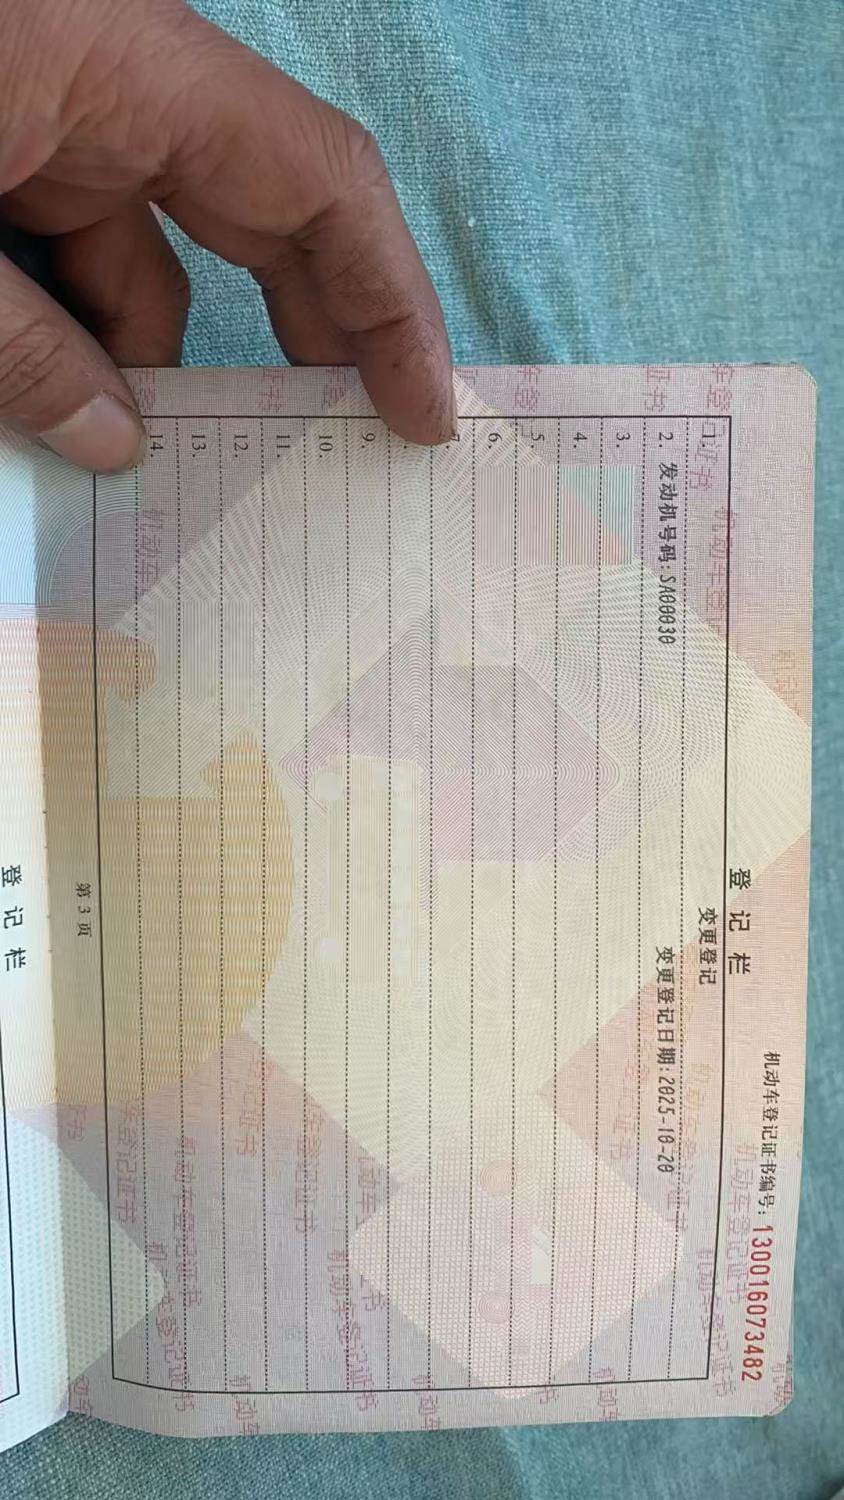 机动车登记证书编号：130016073482
登记栏
1. 变更登记
2. 发动机号码:SA00030 变更登记日期:2025-10-20
3.
4.
5.
6.
7.
9.
10.
11.
12.
13.
14.
第 3 页
登记栏